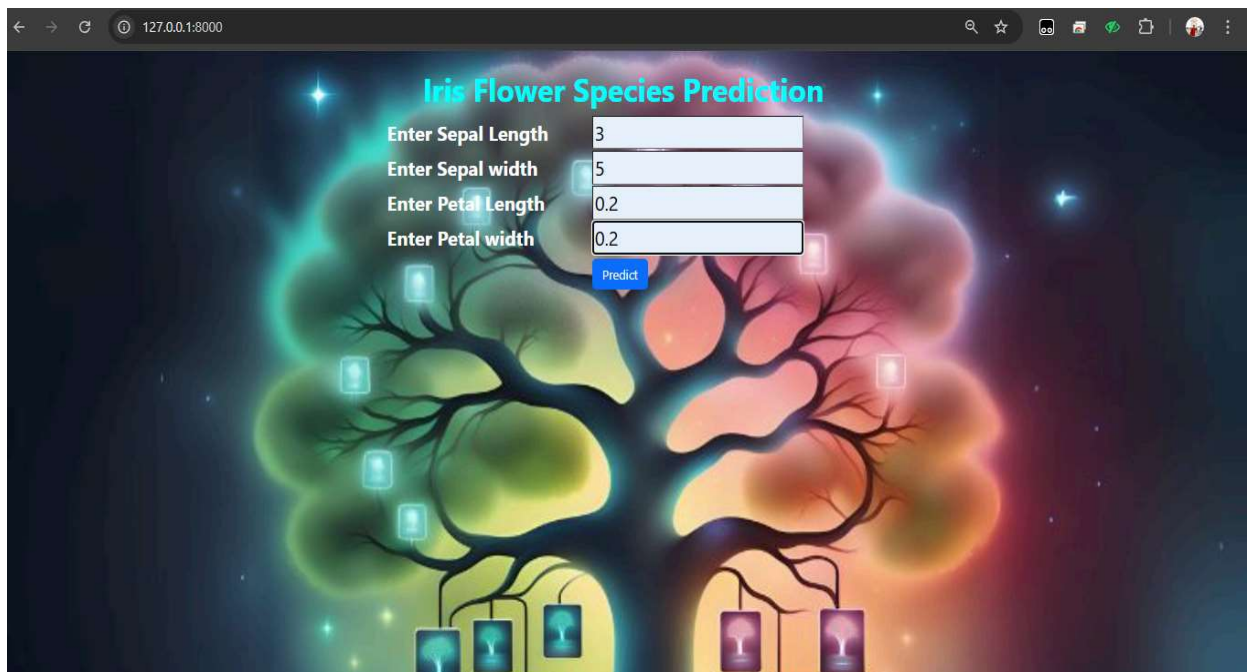 127.0.0.1:8000
Iris Flower Species Prediction
Enter Sepal Length 3
Enter Sepal width 5
Enter Petal Length 0.2
Enter Petal width 0.2
Predict